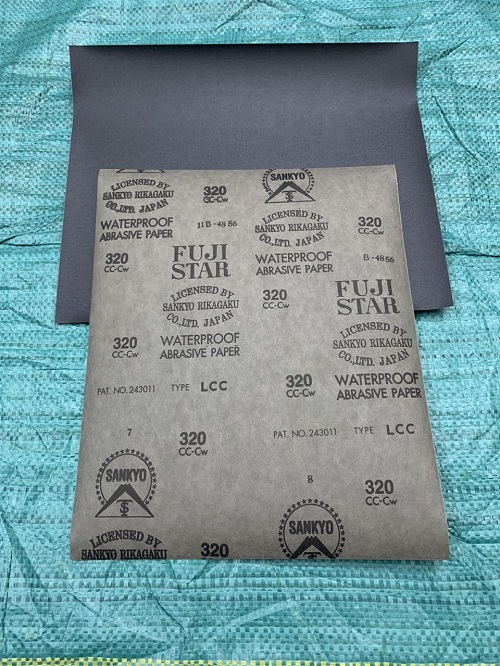 LICENSED BY
SANKYO RIKAGAKU
CO.,LTD. JAPAN
WATERPROOF
ABRASIVE PAPER
320
CC-Cw
11B-4856
320
CC-Cw
FUJI
STAR
LICENSED BY
SANKYO RIKAGAKU
CO.,LTD. JAPAN
320
CC-Cw
WATERPROOF
ABRASIVE PAPER
PAT. NO. 243011 TYPE LCC
7
320
CC-Cw
SANKYO
LICENSED BY
SANKYO RIKAGAKU
320
SANKYO
LICENSED BY
SANKYO RIKAGAKU
CO.,LTD. JAPAN
320
CC-Cw
WATERPROOF
ABRASIVE PAPER
B-4856
320
CC-Cw
FUJI
STAR
LICENSED BY
SANKYO RIKAGAKU
CO.,LTD. JAPAN
320
CC-Cw
WATERPROOF
ABRASIVE PAPER
PAT. NO. 243011 TYPE LCC
8
320
CC-Cw
SANKYO